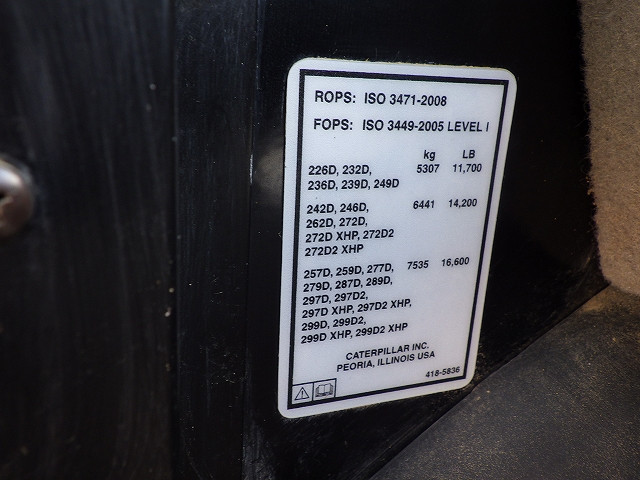 ROPS: ISO 3471-2008
FOPS: ISO 3449-2005 LEVEL I
kg LB
226D, 232D, 5307 11,700
236D, 239D, 249D
242D, 246D, 6441 14,200
262D, 272D,
272D XHP, 272D2
272D2 XHP
257D, 259D, 277D, 7535 16,600
279D, 287D, 289D,
297D, 297D2,
297D XHP, 297D2 XHP,
299D, 299D2,
299D XHP, 299D2 XHP
CATERPILLAR INC.
PEORIA, ILLINOIS USA
418-5836